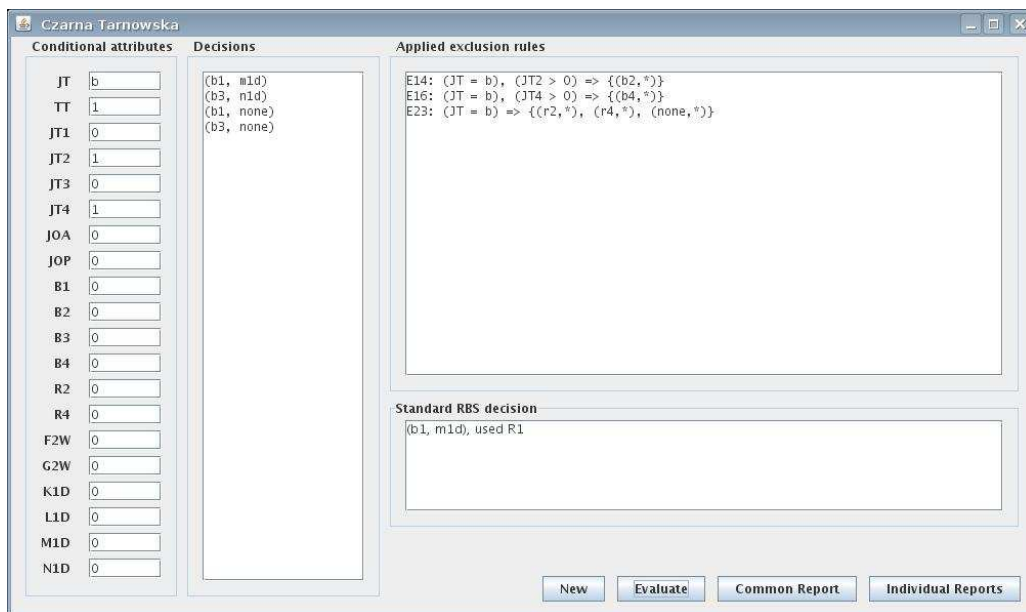 Czarna Tarnowska
Conditional attributes
JT b
TT 1
JT1 0
JT2 1
JT3 0
JT4 1
JOA 0
JOP 0
B1 0
B2 0
B3 0
B4 0
R2 0
R4 0
F2W 0
G2W 0
K1D 0
L1D 0
M1D 0
N1D 0
Decisions
(b1, m1d)
(b3, n1d)
(b1, none)
(b3, none)
Applied exclusion rules
E14: (JT = b), (JT2 > 0) => {(b2,*)}
E16: (JT = b), (JT4 > 0) => {(b4,*)}
E23: (JT = b) => {(r2,*), (r4,*), (none,*)}
Standard RBS decision
(b1, m1d), used R1
New Evaluate Common Report Individual Reports